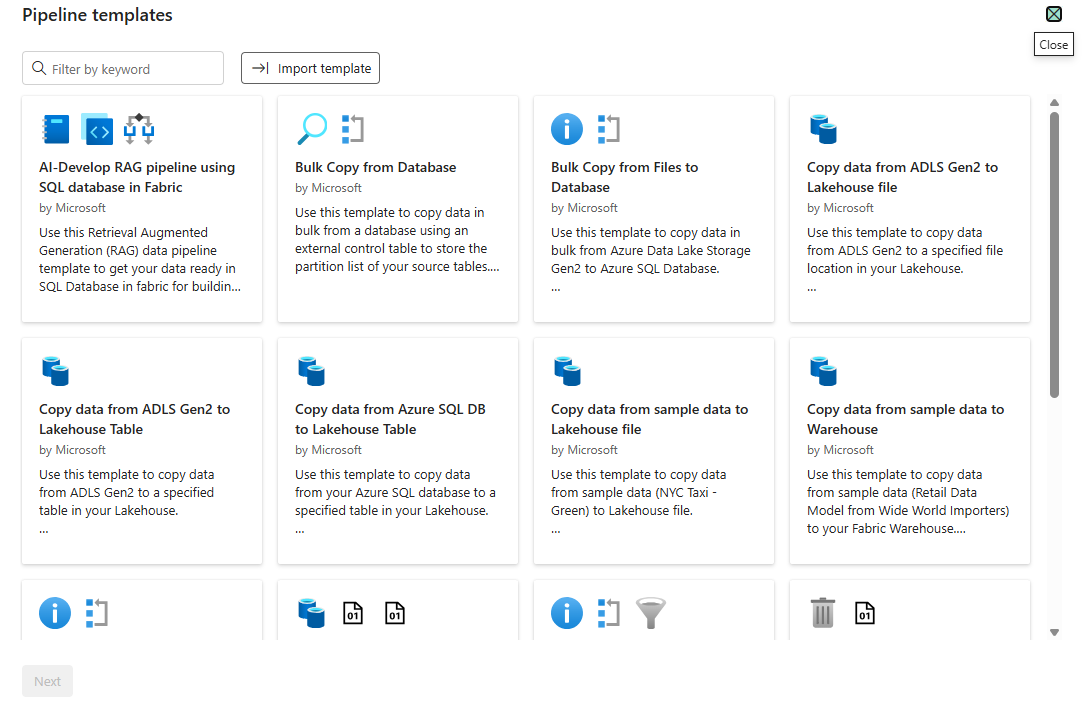 Pipeline templates
Close
Filter by keyword
Import template
AI-Develop RAG pipeline using
SQL database in Fabric
by Microsoft
Use this Retrieval Augmented
Generation (RAG) data pipeline
template to get your data ready in
SQL Database in fabric for buildin...
Bulk Copy from Database
by Microsoft
Use this template to copy data in
bulk from a database using an
external control table to store the
partition list of your source tables....
Bulk Copy from Files to
Database
by Microsoft
Use this template to copy data in
bulk from Azure Data Lake Storage
Gen2 to Azure SQL Database.
...
Copy data from ADLS Gen2 to
Lakehouse file
by Microsoft
Use this template to copy data
from ADLS Gen2 to a specified file
location in your Lakehouse.
...
Copy data from ADLS Gen2 to
Lakehouse Table
by Microsoft
Use this template to copy data
from ADLS Gen2 to a specified
table in your Lakehouse.
...
Copy data from Azure SQL DB
to Lakehouse Table
by Microsoft
Use this template to copy data
from your Azure SQL database to a
specified table in your Lakehouse.
...
Copy data from sample data to
Lakehouse file
by Microsoft
Use this template to copy data
from sample data (NYC Taxi -
Green) to Lakehouse file.
...
Copy data from sample data to
Warehouse
by Microsoft
Use this template to copy data
from sample data (Retail Data
Model from Wide World Importers)
to your Fabric Warehouse....
01
01
01
Next